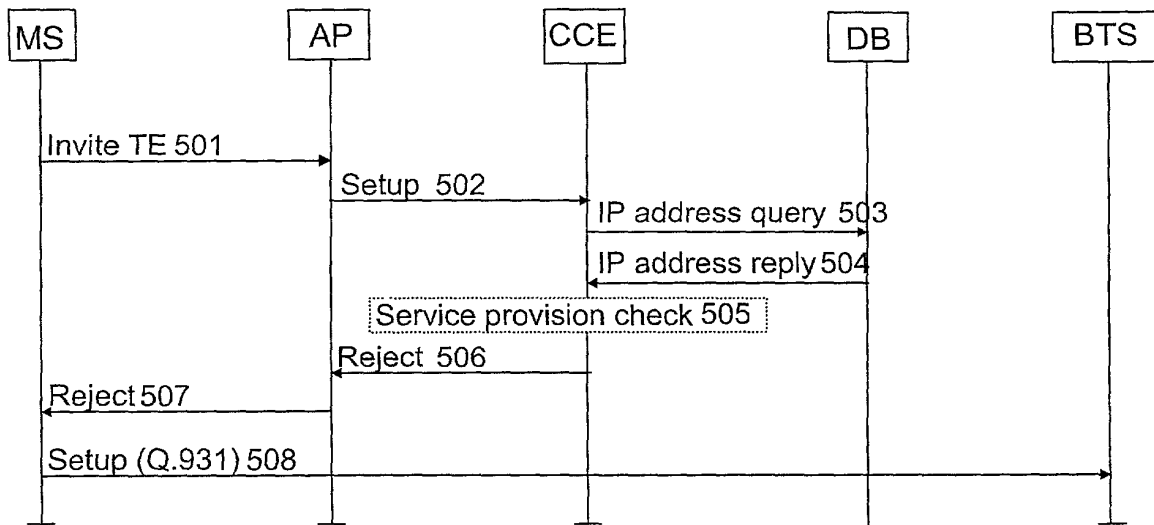 MS AP CCE DB BTS
Invite TE 501
Setup 502
IP address query 503
IP address reply 504
Service provision check 505
Reject 506
Reject 507
Setup (Q.931) 508